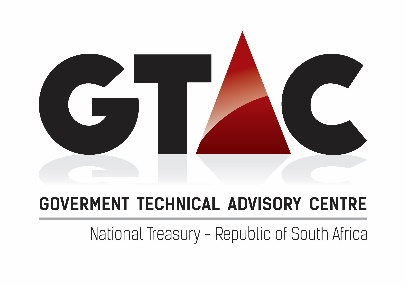 GTAC
GOVERMENT TECHNICAL ADVISORY CENTRE
National Treasury - Republic of South Africa